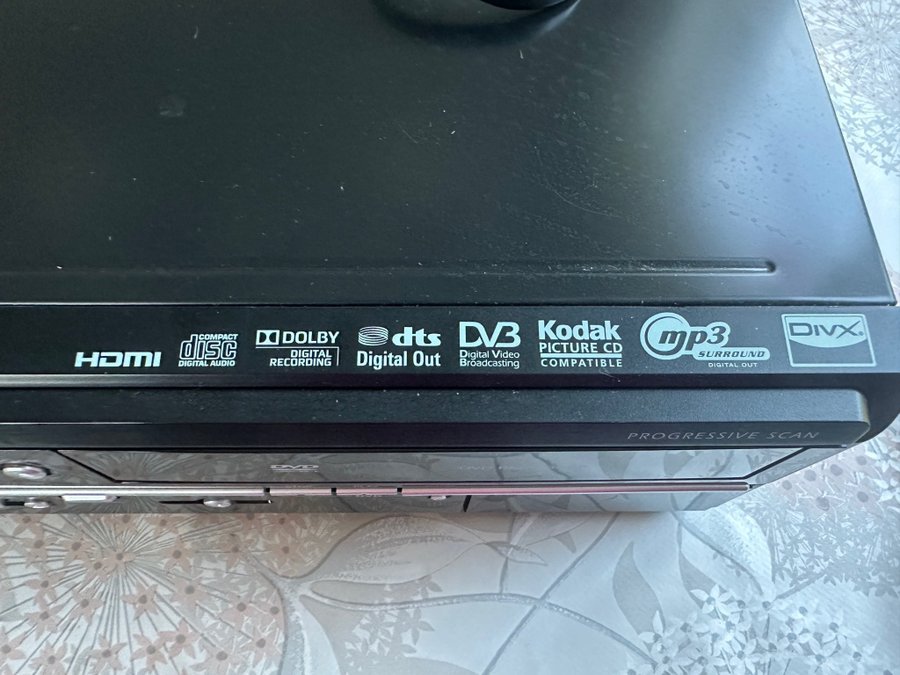 HDMI
COMPACT
disc
DIGITAL AUDIO
DOLBY
DIGITAL
RECORDING
dts
Digital Out
DVB
Digital Video
Broadcasting
Kodak
PICTURE CD
COMPATIBLE
mp3
SURROUND
DIGITAL OUT
DIVX
PROGRESSIVE SCAN
DVD